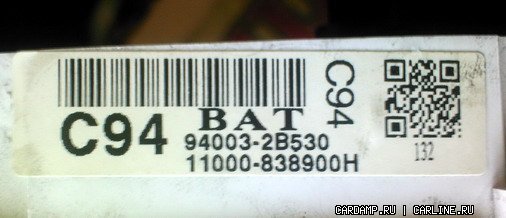 BAT
C94
94003-2B530
11000-838900H
C94
132
CARDAMP.RU | CARLINE.RU